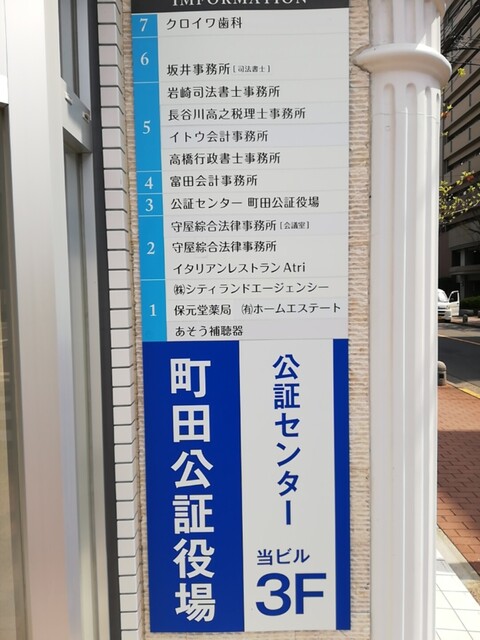 INFORMATION
7 クロイワ歯科
6
坂井事務所 [司法書士]
岩崎司法書士事務所
長谷川高之税理士事務所
5 イトウ会計事務所
高橋行政書士事務所
4 富田会計事務所
3 公証センター 町田公証役場
守屋綜合法律事務所 [会議室]
2 守屋綜合法律事務所
イタリアンレストラン Atri
㈱シティランドエージェンシー
1 保元堂薬局 ㈲ホームエステート
あそう補聴器
町田公証役場
公証センター
当ビル
3F